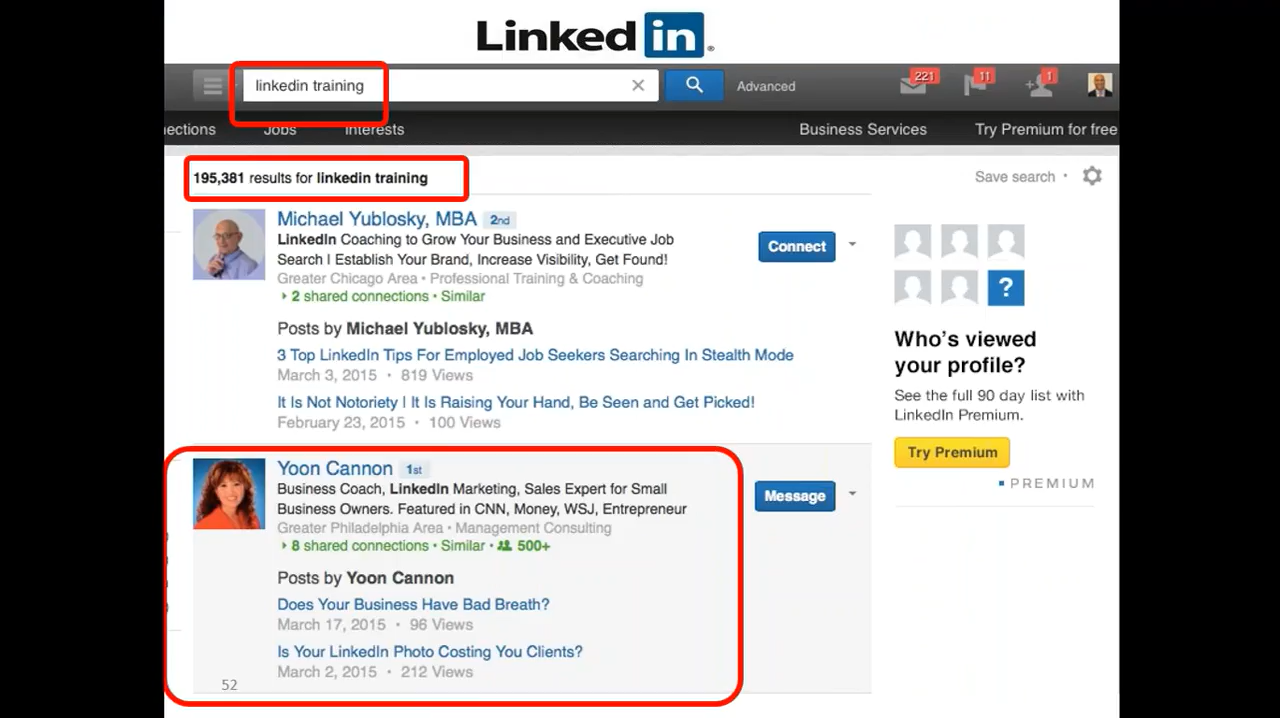 Linked in®
linkedin training
Advanced
221
11
1
ections
Jobs
Interests
Business Services
Try Premium for free
195,381 results for linkedin training
Save search
Michael Yublosky, MBA 2nd
LinkedIn Coaching to Grow Your Business and Executive Job
Search | Establish Your Brand, Increase Visibility, Get Found!
Greater Chicago Area • Professional Training & Coaching
2 shared connections • Similar
Connect
Posts by Michael Yublosky, MBA
3 Top LinkedIn Tips For Employed Job Seekers Searching In Stealth Mode
March 3, 2015 • 819 Views
It Is Not Notoriety | It Is Raising Your Hand, Be Seen and Get Picked!
February 23, 2015 • 100 Views
Yoon Cannon 1st
Business Coach, LinkedIn Marketing, Sales Expert for Small
Business Owners. Featured in CNN, Money, WSJ, Entrepreneur
Greater Philadelphia Area • Management Consulting
8 shared connections • Similar • 500+
Message
Posts by Yoon Cannon
Does Your Business Have Bad Breath?
March 17, 2015 • 96 Views
Is Your LinkedIn Photo Costing You Clients?
March 2, 2015 • 212 Views
52
?
Who's viewed
your profile?
See the full 90 day list with
LinkedIn Premium.
Try Premium
PREMIUM